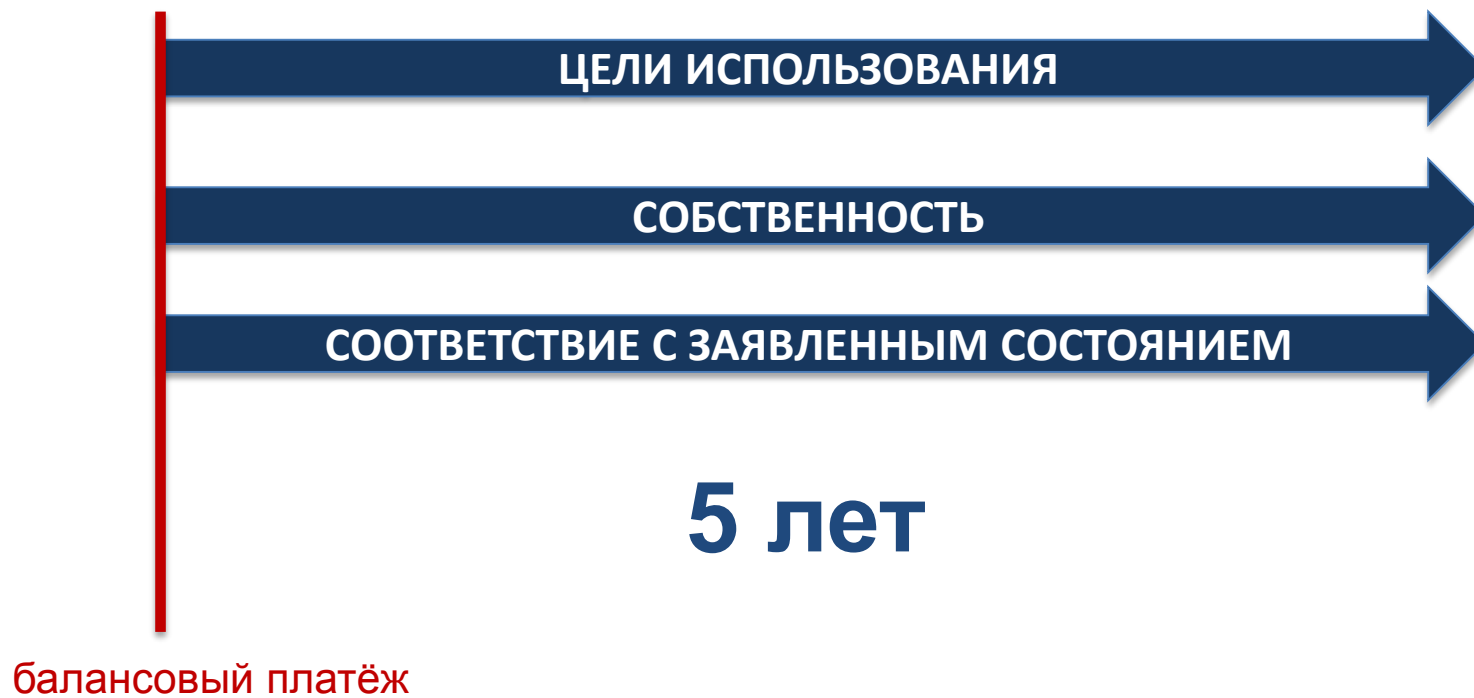 ЦЕЛИ ИСПОЛЬЗОВАНИЯ
СОБСТВЕННОСТЬ
СООТВЕТСТВИЕ С ЗАЯВЛЕННЫМ СОСТОЯНИЕМ
5 лет
балансовый платёж